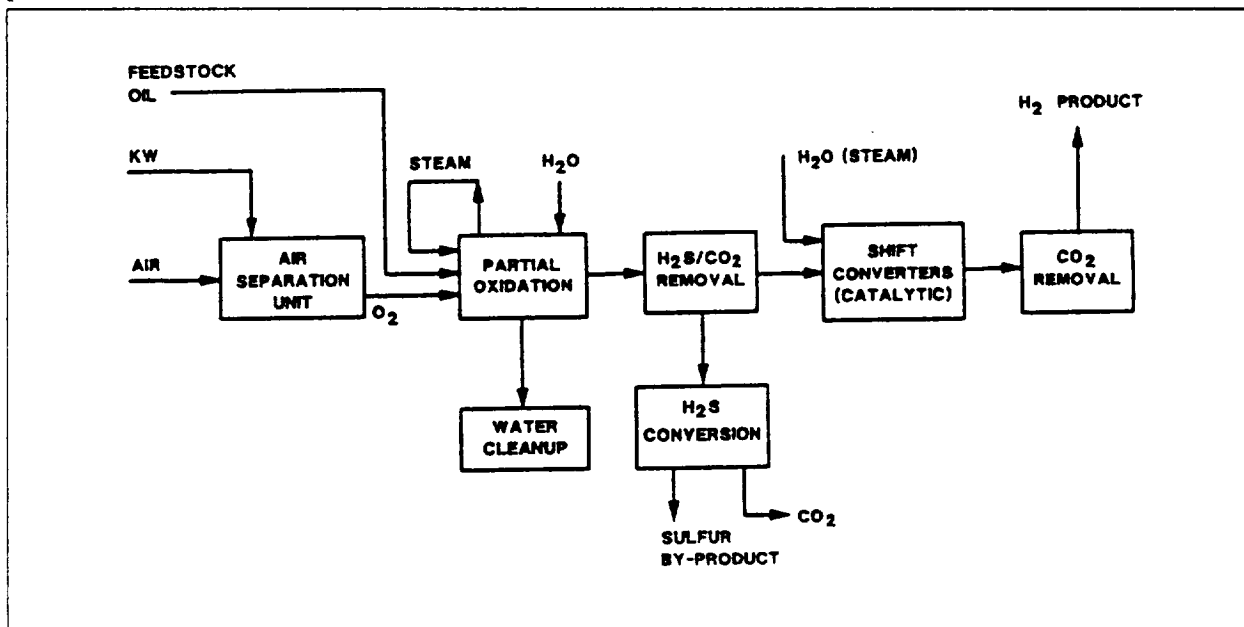 FEEDSTOCK
OIL
H₂ PRODUCT
KW
STEAM
H₂O
H₂O (STEAM)
AIR
AIR
SEPARATION
UNIT
O₂
PARTIAL
OXIDATION
H₂S/CO₂
REMOVAL
SHIFT
CONVERTERS
(CATALYTIC)
CO₂
REMOVAL
WATER
CLEANUP
H₂S
CONVERSION
SULFUR
BY-PRODUCT
CO₂